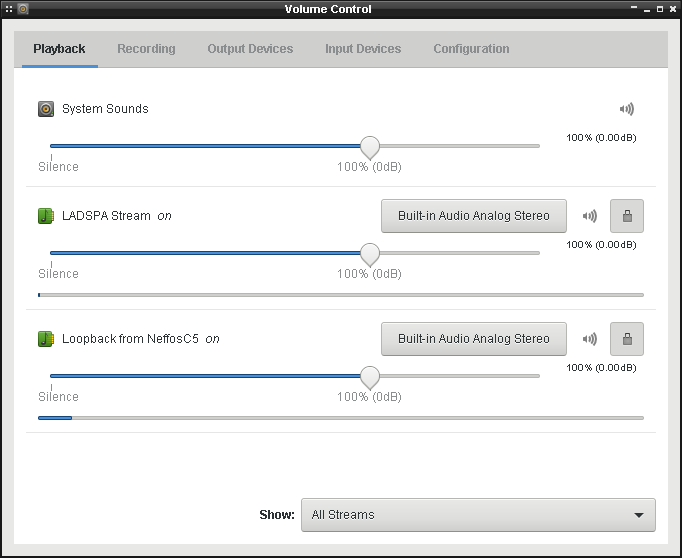 Volume Control
Playback Recording Output Devices Input Devices Configuration
System Sounds
100% (0.00dB)
Silence 100% (0dB)
LADSPA Stream on Built-in Audio Analog Stereo
100% (0.00dB)
Silence 100% (0dB)
Loopback from NeffosC5 on Built-in Audio Analog Stereo
100% (0.00dB)
Silence 100% (0dB)
Show: All Streams